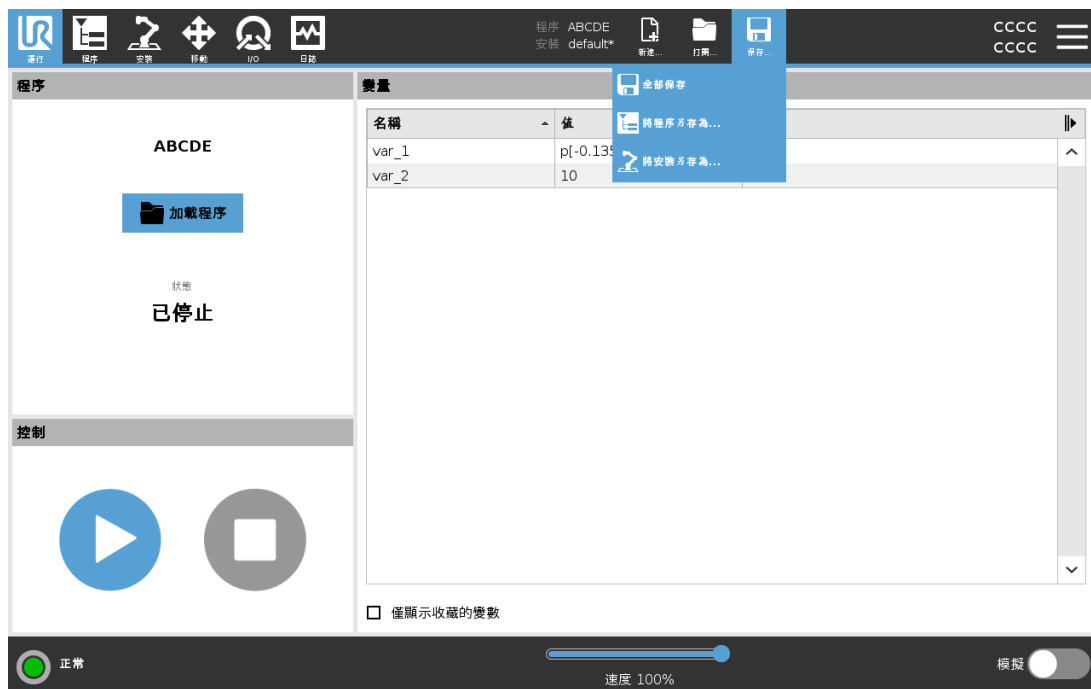 UR
運行
程序
安裝
移動
I/O
日誌
程序 ABCDE
安裝 default*
新建...
打開...
保存...
CCCC
CCCC
全部保存
將程序另存為...
將安裝另存為...
程序
ABCDE
加載程序
狀態
已停止
控制
變量
名稱
值
var_1
p[-0.135
var_2
10
僅顯示收藏的變數
正常
速度 100%
模擬